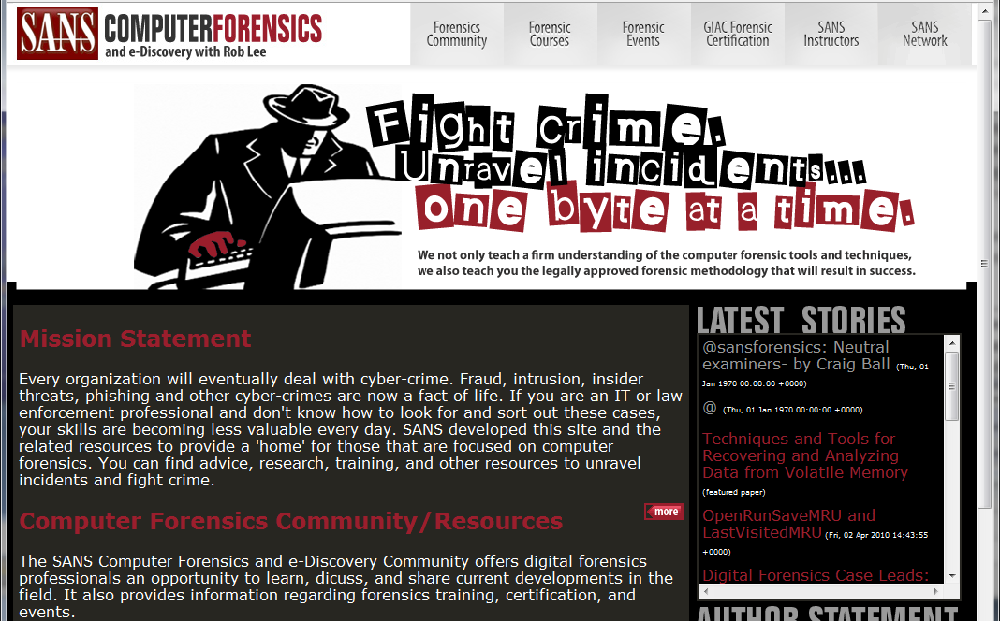 SANS COMPUTERFORENSICS
and e-Discovery with Rob Lee
Forensics Community
Forensic Courses
Forensic Events
GIAC Forensic Certification
SANS Instructors
SANS Network
Fight Crime.
Unravel incidents...
one byte at a time.
We not only teach a firm understanding of the computer forensic tools and techniques,
we also teach you the legally approved forensic methodology that will result in success.
Mission Statement
Every organization will eventually deal with cyber-crime. Fraud, intrusion, insider
threats, phishing and other cyber-crimes are now a fact of life. If you are an IT or law
enforcement professional and don't know how to look for and sort out these cases,
your skills are becoming less valuable every day. SANS developed this site and the
related resources to provide a 'home' for those that are focused on computer
forensics. You can find advice, research, training, and other resources to unravel
incidents and fight crime.
Computer Forensics Community/Resources
more
The SANS Computer Forensics and e-Discovery Community offers digital forensics
professionals an opportunity to learn, dicuss, and share current developments in the
field. It also provides information regarding forensics training, certification, and
events.
LATEST STORIES
@sansforensics: Neutral
examiners- by Craig Ball (Thu, 01
Jan 1970 00:00:00 +0000)
@ (Thu, 01 Jan 1970 00:00:00 +0000)
Techniques and Tools for
Recovering and Analyzing
Data from Volatile Memory
(featured paper)
OpenRunSaveMRU and
LastVisitedMRU (Fri, 02 Apr 2010 14:43:55
+0000)
Digital Forensics Case Leads:
AUTHOR STATEMENT